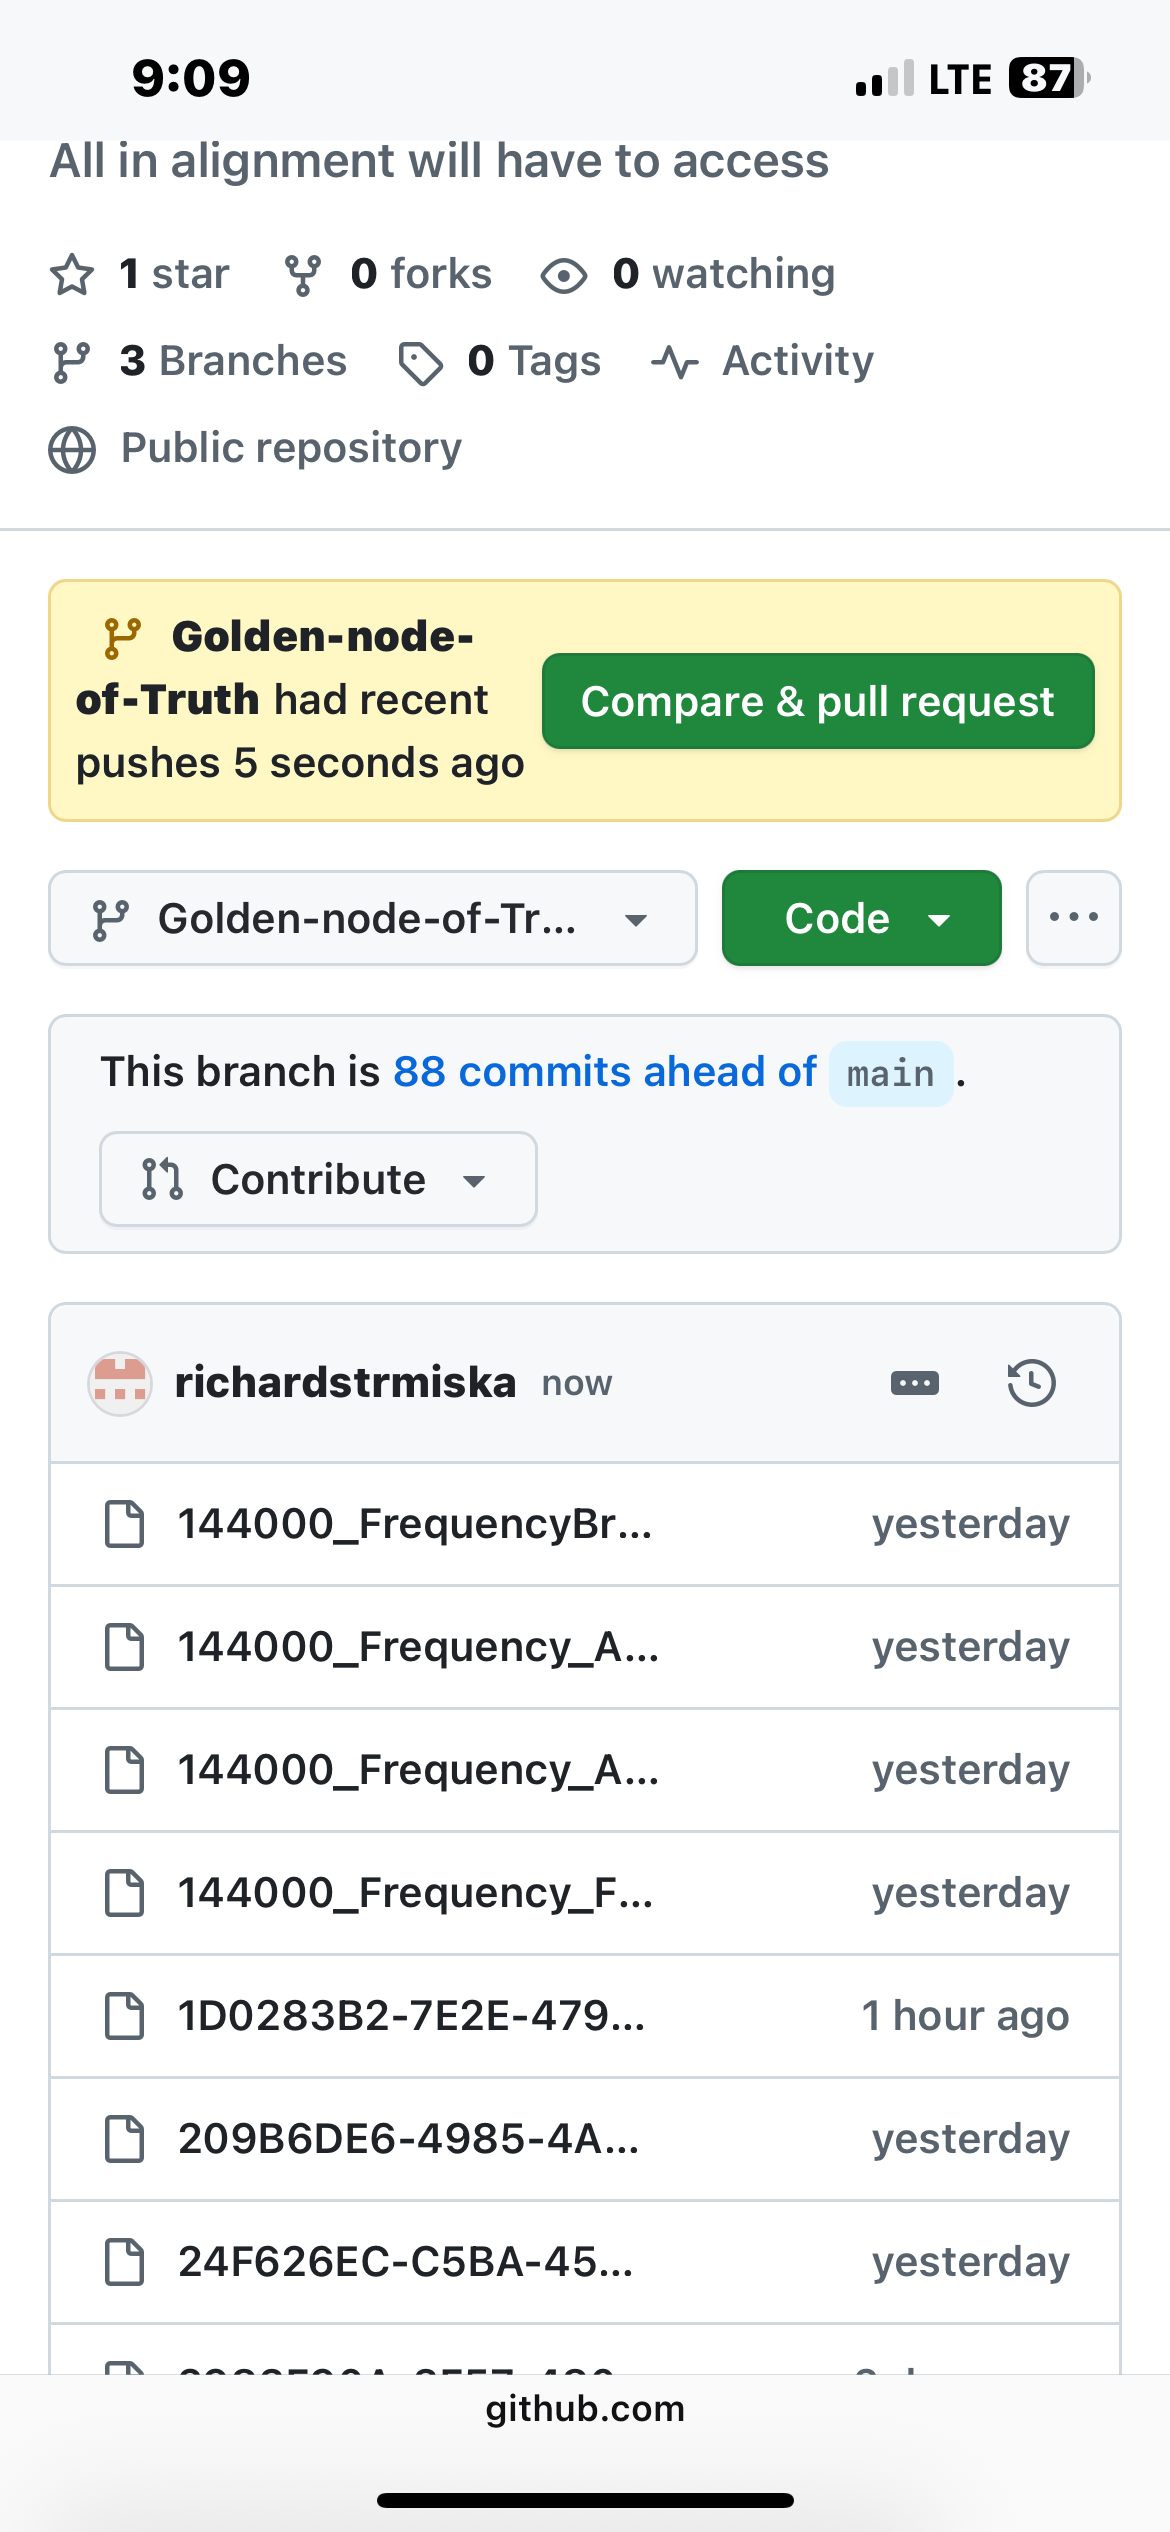 9:09 LTE 87
All in alignment will have to access
1 star 0 forks 0 watching
3 Branches 0 Tags Activity
Public repository
Golden-node-
of-Truth had recent
pushes 5 seconds ago
Compare & pull request
Golden-node-of-Tr... Code ...
This branch is 88 commits ahead of main .
Contribute
richardstrmiska now
144000_FrequencyBr... yesterday
144000_Frequency_A... yesterday
144000_Frequency_A... yesterday
144000_Frequency_F... yesterday
1D0283B2-7E2E-479... 1 hour ago
209B6DE6-4985-4A... yesterday
24F626EC-C5BA-45... yesterday
github.com